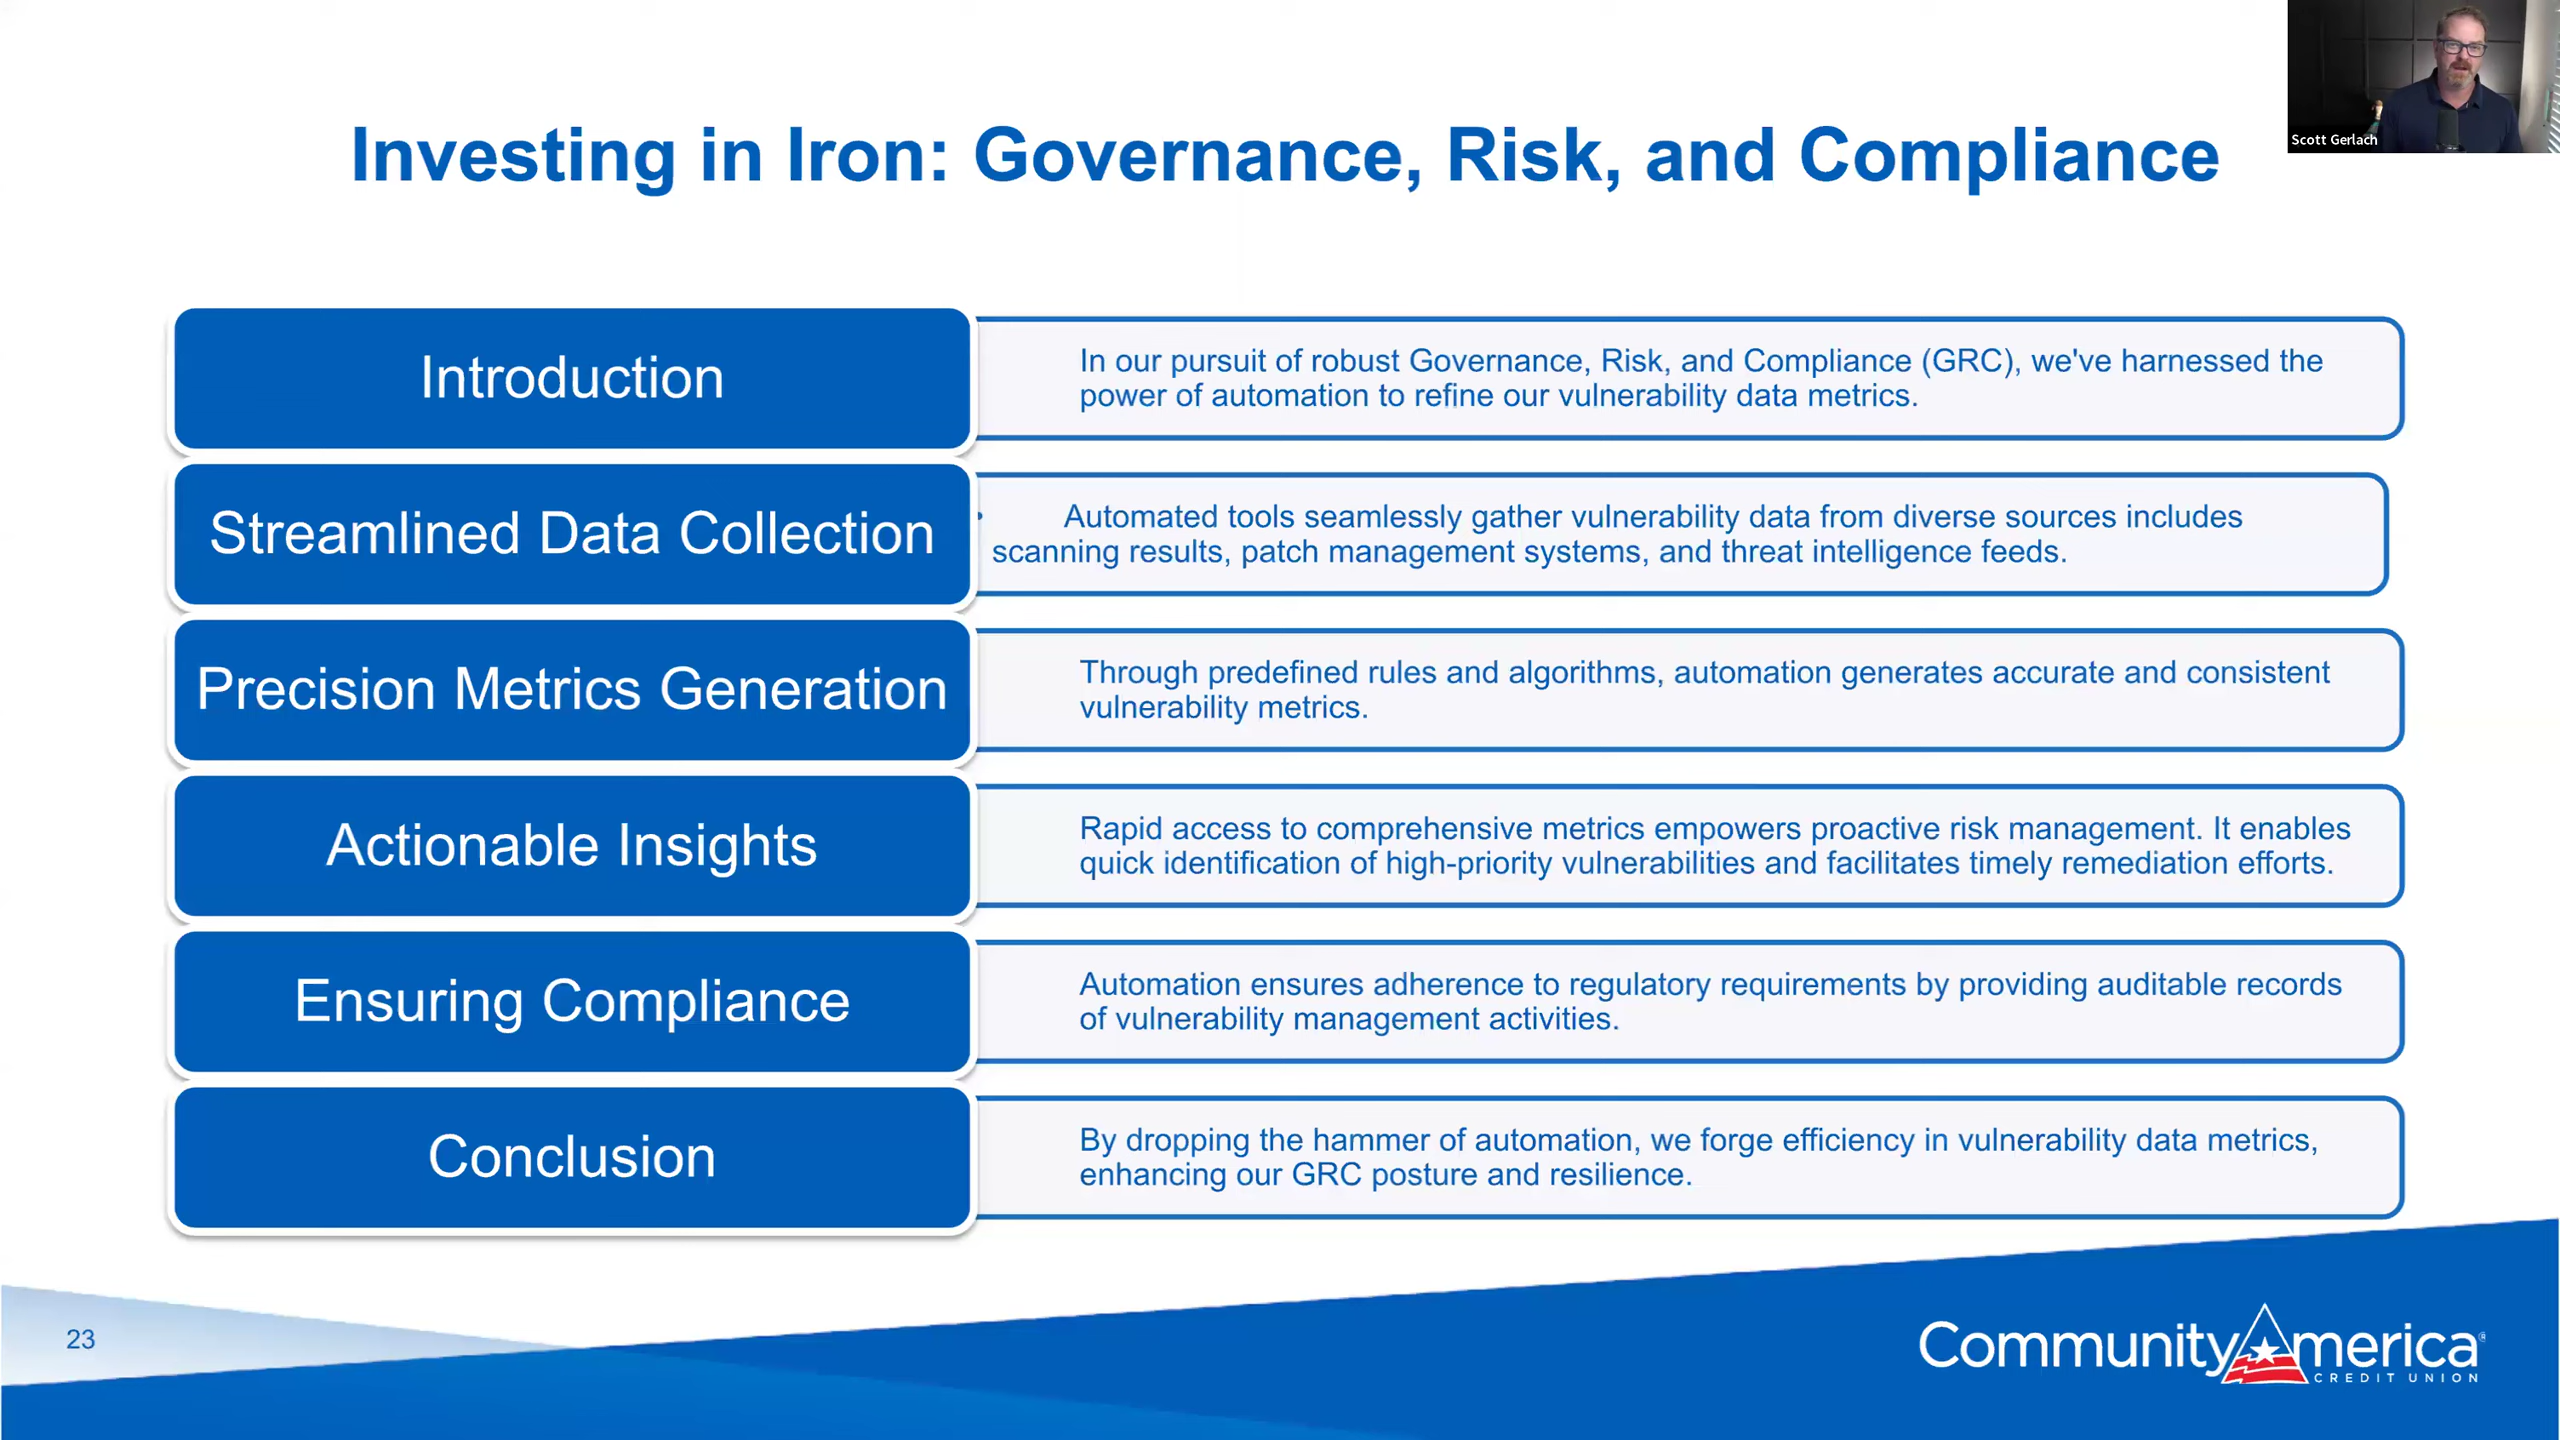 Scott Gerlach
Investing in Iron: Governance, Risk, and Compliance
Introduction
In our pursuit of robust Governance, Risk, and Compliance (GRC), we've harnessed the
power of automation to refine our vulnerability data metrics.
Streamlined Data Collection
• Automated tools seamlessly gather vulnerability data from diverse sources includes
scanning results, patch management systems, and threat intelligence feeds.
Precision Metrics Generation
Through predefined rules and algorithms, automation generates accurate and consistent
vulnerability metrics.
Actionable Insights
Rapid access to comprehensive metrics empowers proactive risk management. It enables
quick identification of high-priority vulnerabilities and facilitates timely remediation efforts.
Ensuring Compliance
Automation ensures adherence to regulatory requirements by providing auditable records
of vulnerability management activities.
Conclusion
By dropping the hammer of automation, we forge efficiency in vulnerability data metrics,
enhancing our GRC posture and resilience.
23
CommunityAmerica®
CREDIT UNION